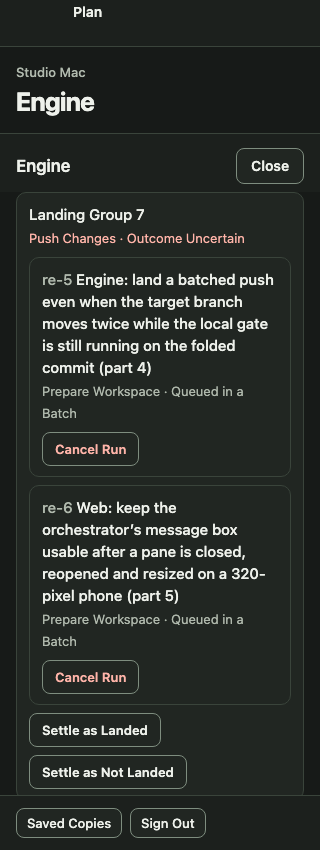 Plan
Studio Mac
Engine
Engine
Close
Landing Group 7
Push Changes · Outcome Uncertain
re-5 Engine: land a batched push
even when the target branch
moves twice while the local gate
is still running on the folded
commit (part 4)
Prepare Workspace · Queued in a
Batch
Cancel Run
re-6 Web: keep the
orchestrator’s message box
usable after a pane is closed,
reopened and resized on a 320-
pixel phone (part 5)
Prepare Workspace · Queued in a
Batch
Cancel Run
Settle as Landed
Settle as Not Landed
Saved Copies
Sign Out